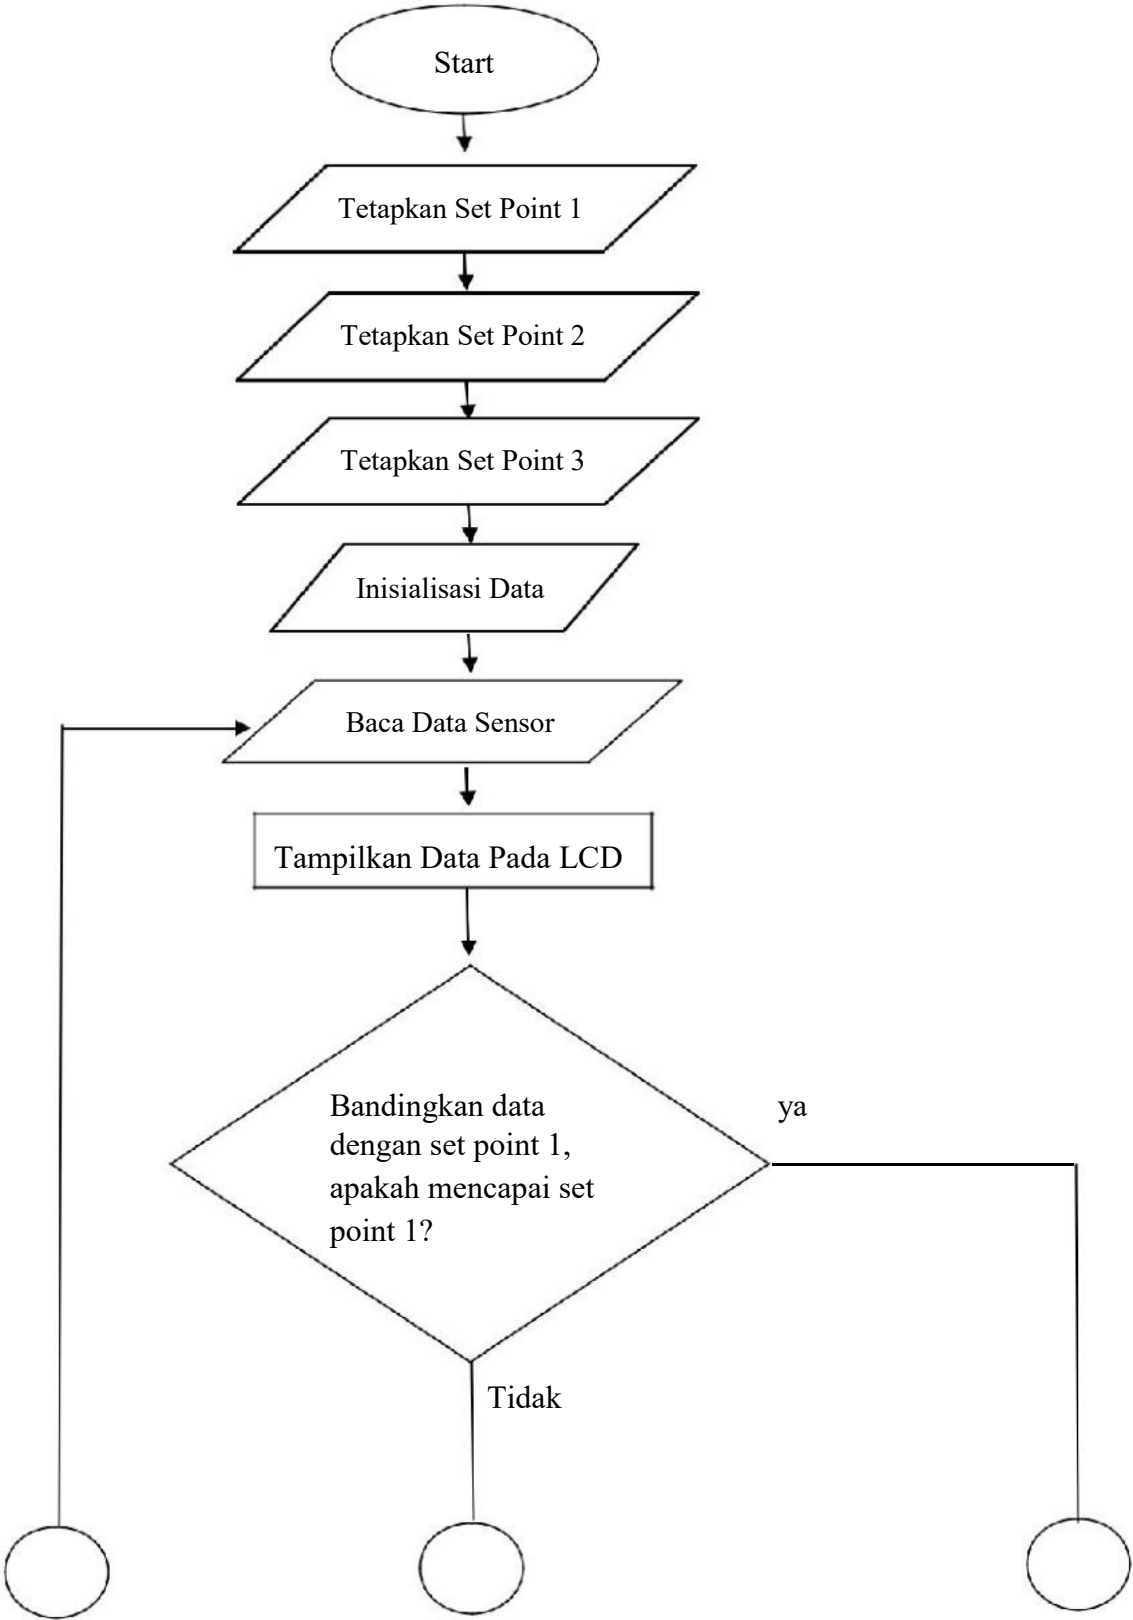 Start
Tetapkan Set Point 1
Tetapkan Set Point 2
Tetapkan Set Point 3
Inisialisasi Data
Baca Data Sensor
Tampilkan Data Pada LCD
Bandingkan data
dengan set point 1,
apakah mencapai set
point 1?
ya
Tidak